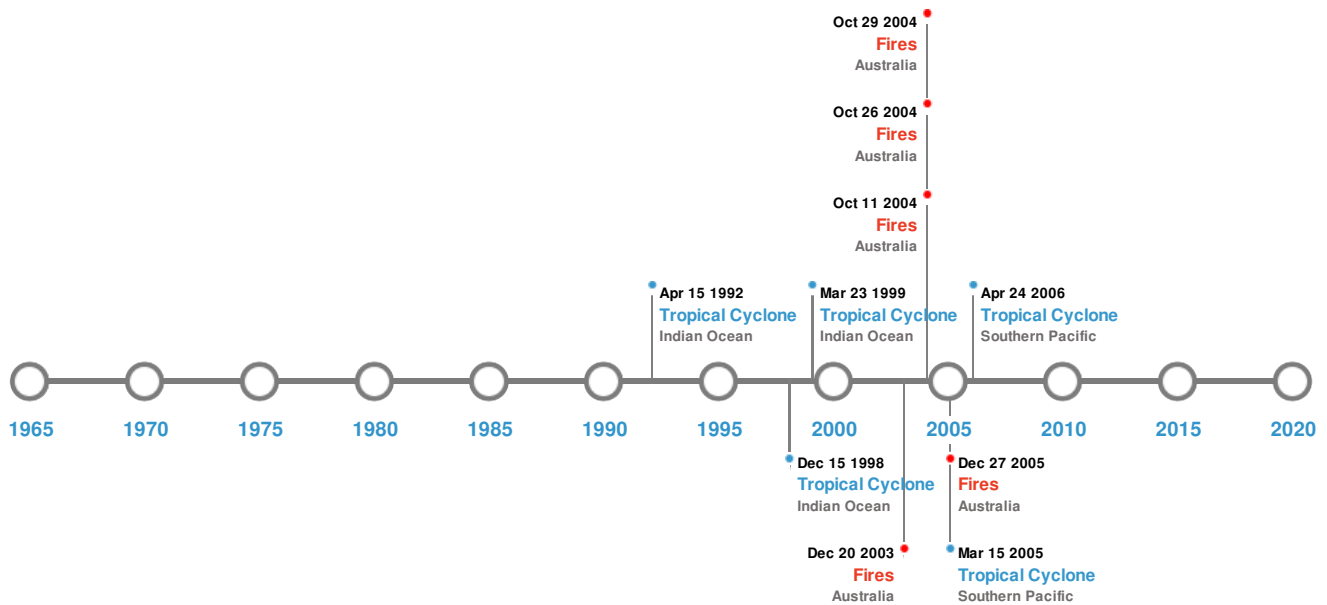 Oct 29 2004
Fires
Australia
Oct 26 2004
Fires
Australia
Oct 11 2004
Fires
Australia
Apr 15 1992
Tropical Cyclone
Indian Ocean
Mar 23 1999
Tropical Cyclone
Indian Ocean
Apr 24 2006
Tropical Cyclone
Southern Pacific
1965 1970 1975 1980 1985 1990 1995 2000 2005 2010 2015 2020
Dec 15 1998
Tropical Cyclone
Indian Ocean
Dec 27 2005
Fires
Australia
Dec 20 2003
Fires
Australia
Mar 15 2005
Tropical Cyclone
Southern Pacific